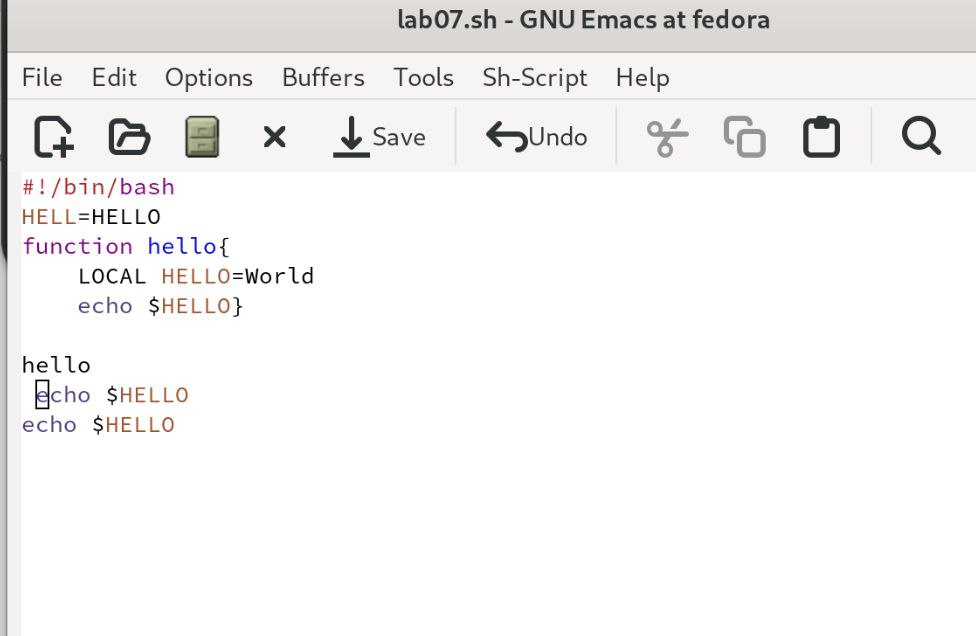 lab07.sh - GNU Emacs at fedora
File Edit Options Buffers Tools Sh-Script Help
Save Undo
#!/bin/bash
HELL=HELLO
function hello{
    LOCAL HELLO=World
    echo $HELLO}
hello
 echo $HELLO
echo $HELLO